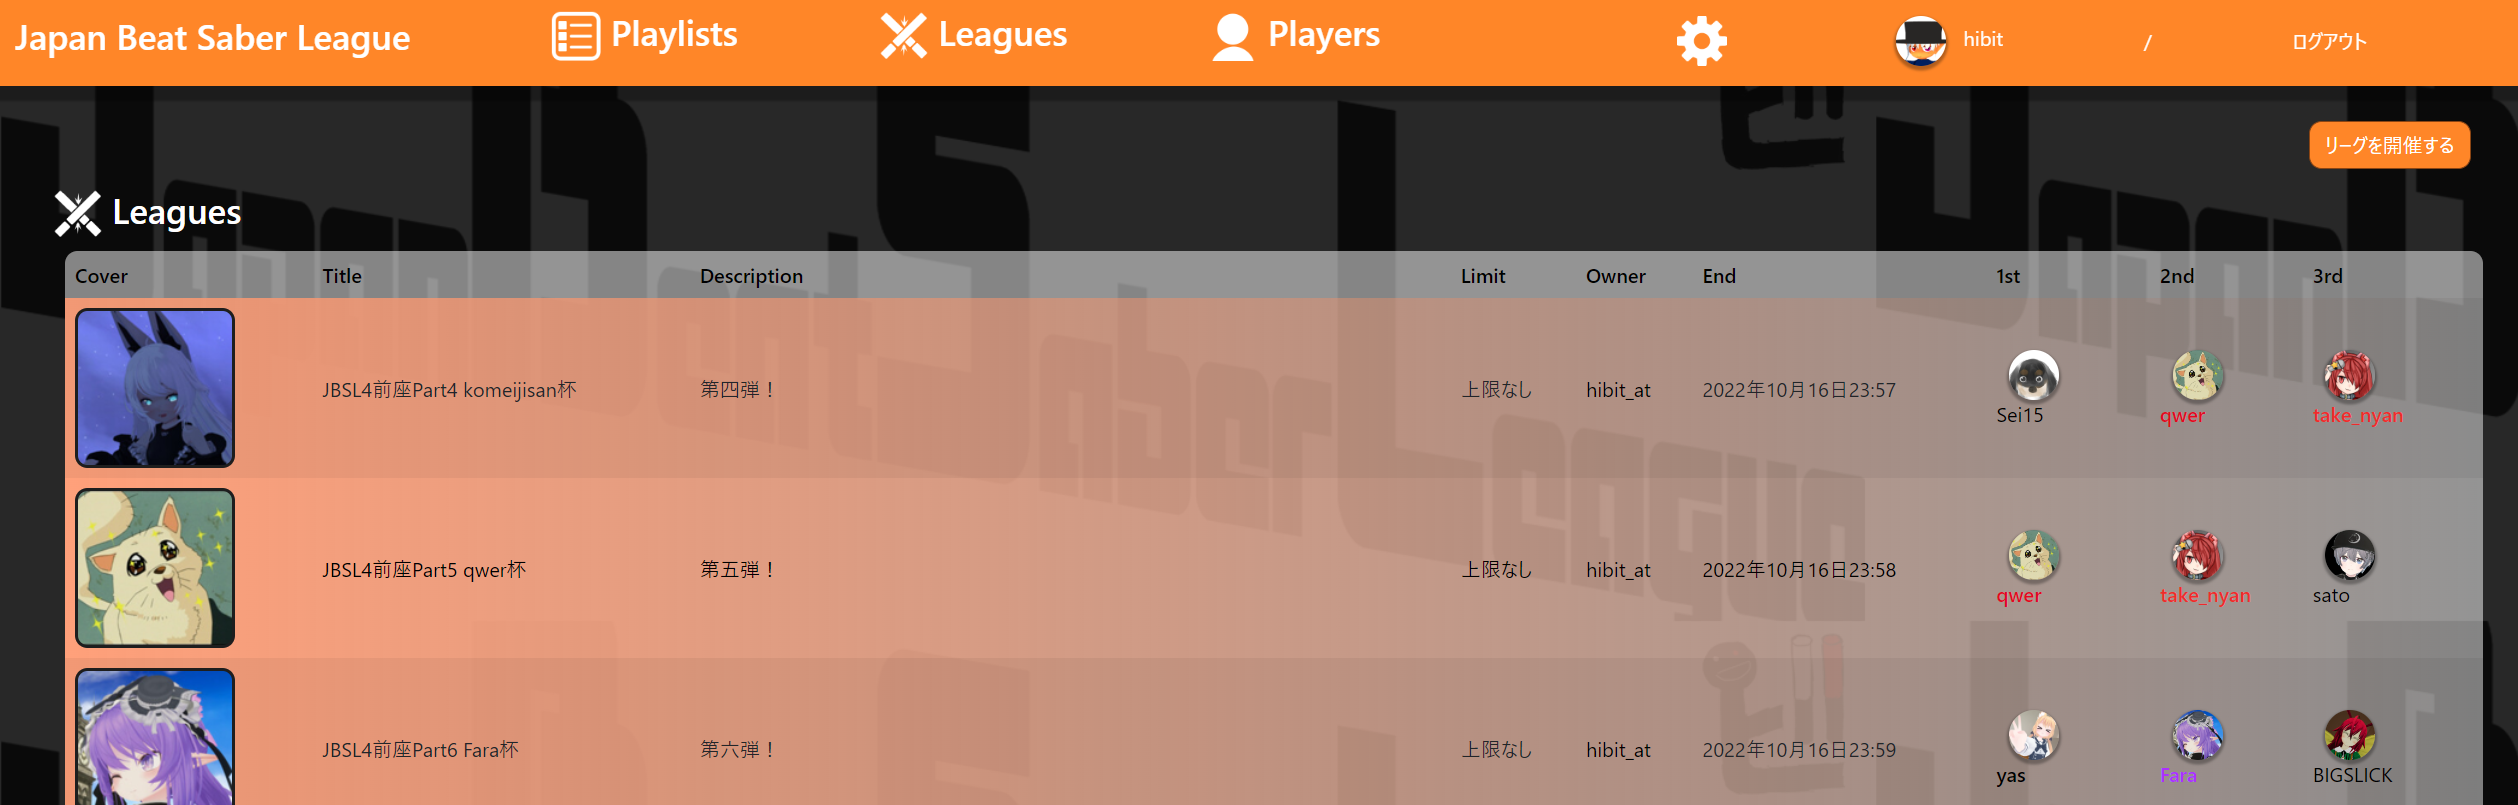 Japan Beat Saber League Playlists Leagues Players hibit / ログアウト
リーグを開催する
Leagues
Cover Title Description Limit Owner End 1st 2nd 3rd
JBSL4前座Part4 komeijisan杯 第四弾！ 上限なし hibit_at 2022年10月16日23:57 Sei15 qwer take_nyan
JBSL4前座Part5 qwer杯 第五弾！ 上限なし hibit_at 2022年10月16日23:58 qwer take_nyan sato
JBSL4前座Part6 Fara杯 第六弾！ 上限なし hibit_at 2022年10月16日23:59 yas Fara BIGSLICK
Japan Beat Saber League